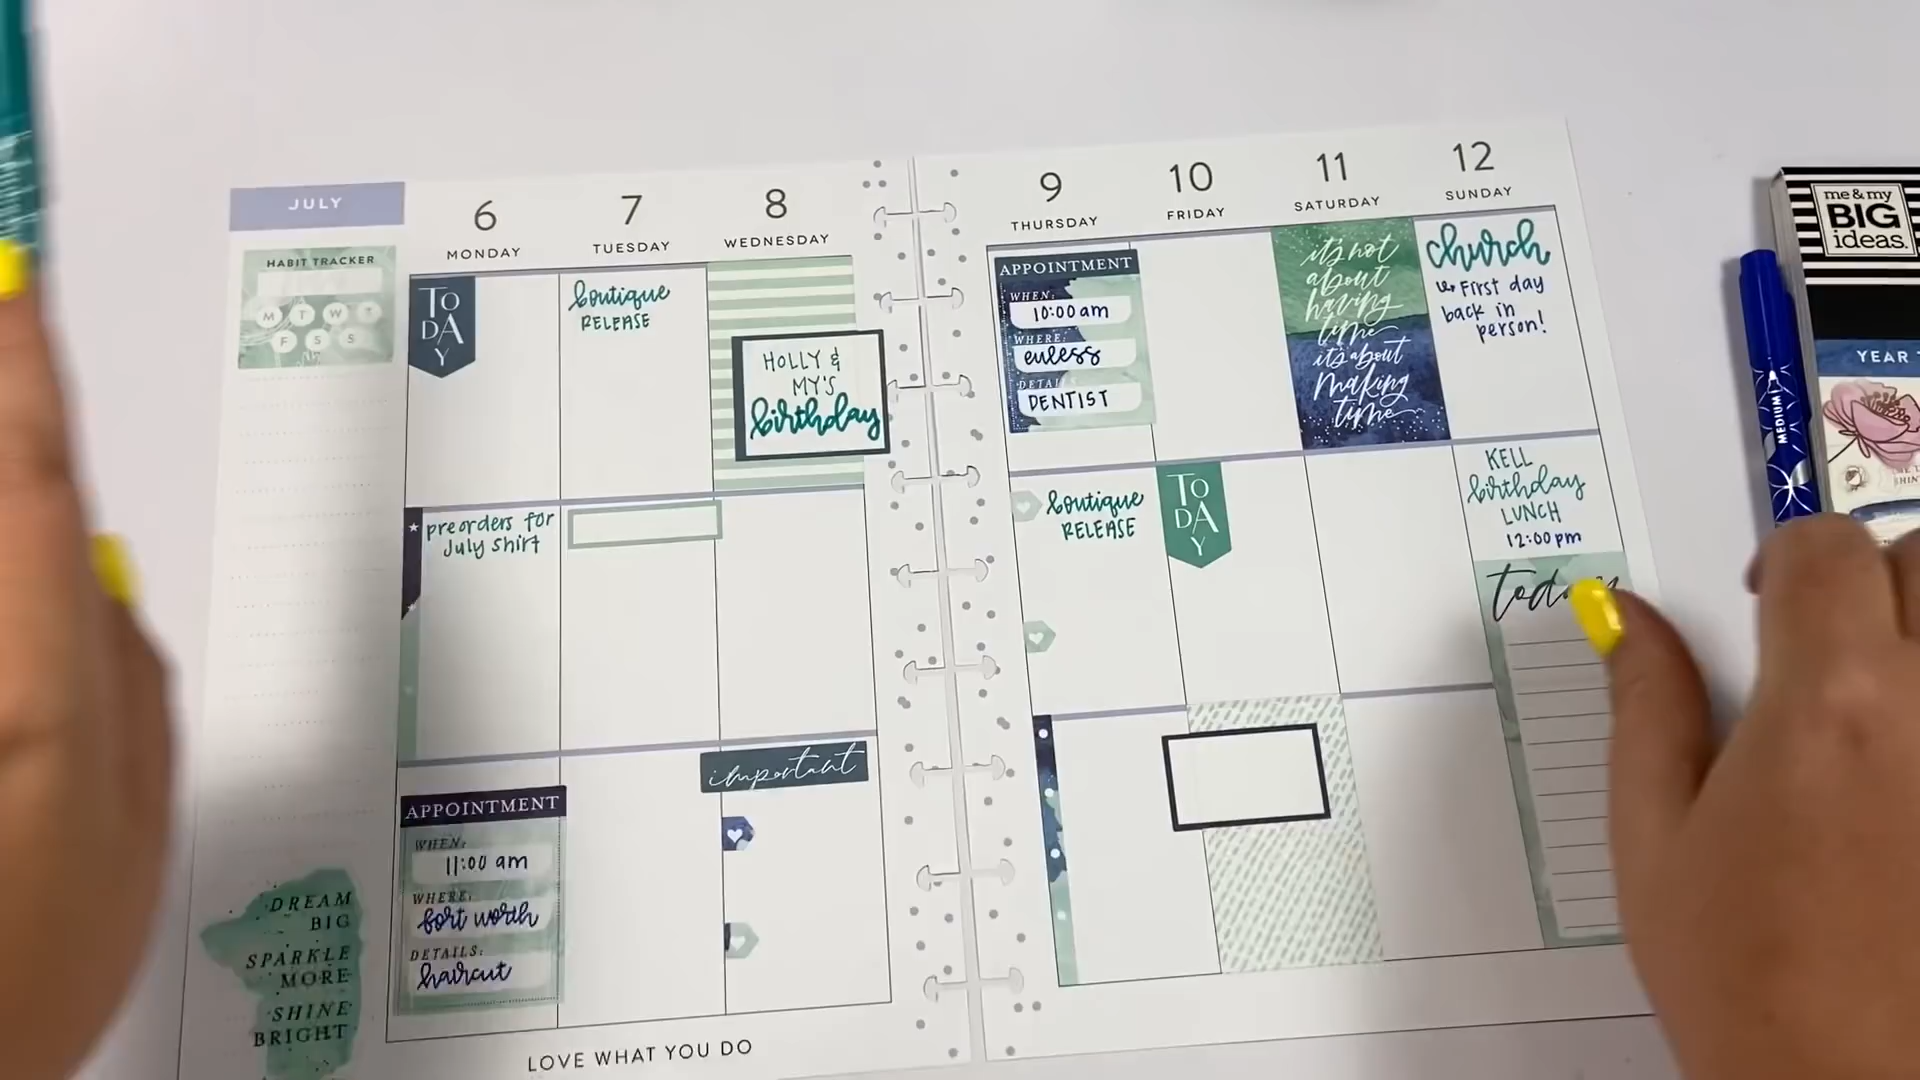 JULY
HABIT TRACKER
M T W T
F S S
DREAM
BIG
SPARKLE
MORE
SHINE
BRIGHT
6
MONDAY
TO
DA
Y
preorders for
July shirt
APPOINTMENT
WHEN:
11:00 am
WHERE:
fort worth
DETAILS:
haircut
7
TUESDAY
boutique
RELEASE
8
WEDNESDAY
HOLLY &
MY'S
birthday
important
LOVE WHAT YOU DO
9
THURSDAY
APPOINTMENT
WHEN:
10:00 am
WHERE:
euless
DETAILS
DENTIST
boutique
RELEASE
10
FRIDAY
TO
DA
Y
11
SATURDAY
it's not
about
having
time
it's about
making
time
12
SUNDAY
church
First day
back in
person!
KELL
birthday
LUNCH
12:00pm
today
MEDIUM
me & my
BIG
ideas.
YEAR